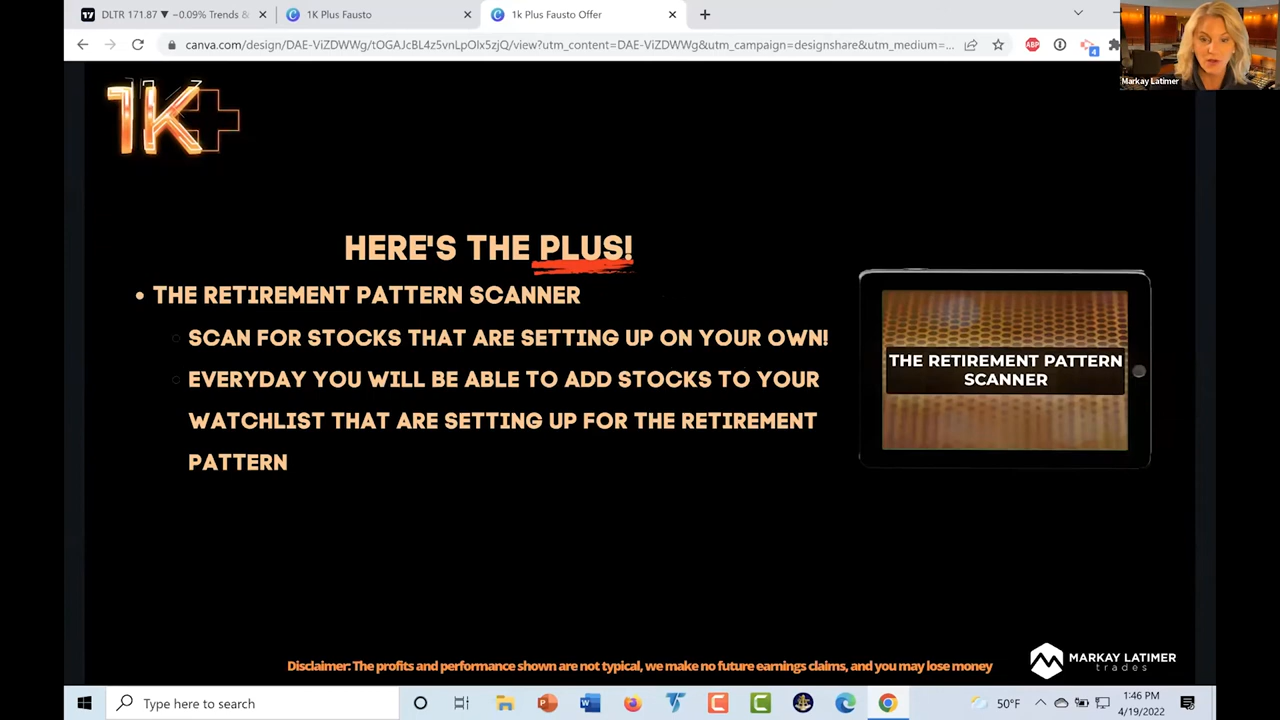 DLTR 171.87 ▼ −0.09% Trends &
1K Plus Fausto
1k Plus Fausto Offer
canva.com/design/DAE-ViZDWWg/tOGAJcBL4z5vnLpOIx5zjQ/view?utm_content=DAE-ViZDWWg&utm_campaign=designshare&utm_medium=...
ABP
4
Markay Latimer
1K+
HERE'S THE PLUS!
• THE RETIREMENT PATTERN SCANNER
SCAN FOR STOCKS THAT ARE SETTING UP ON YOUR OWN!
EVERYDAY YOU WILL BE ABLE TO ADD STOCKS TO YOUR
WATCHLIST THAT ARE SETTING UP FOR THE RETIREMENT
PATTERN
THE RETIREMENT PATTERN
SCANNER
Disclaimer: The profits and performance shown are not typical, we make no future earnings claims, and you may lose money
MARKAY LATIMER
trades
Type here to search
50°F
1:46 PM
4/19/2022